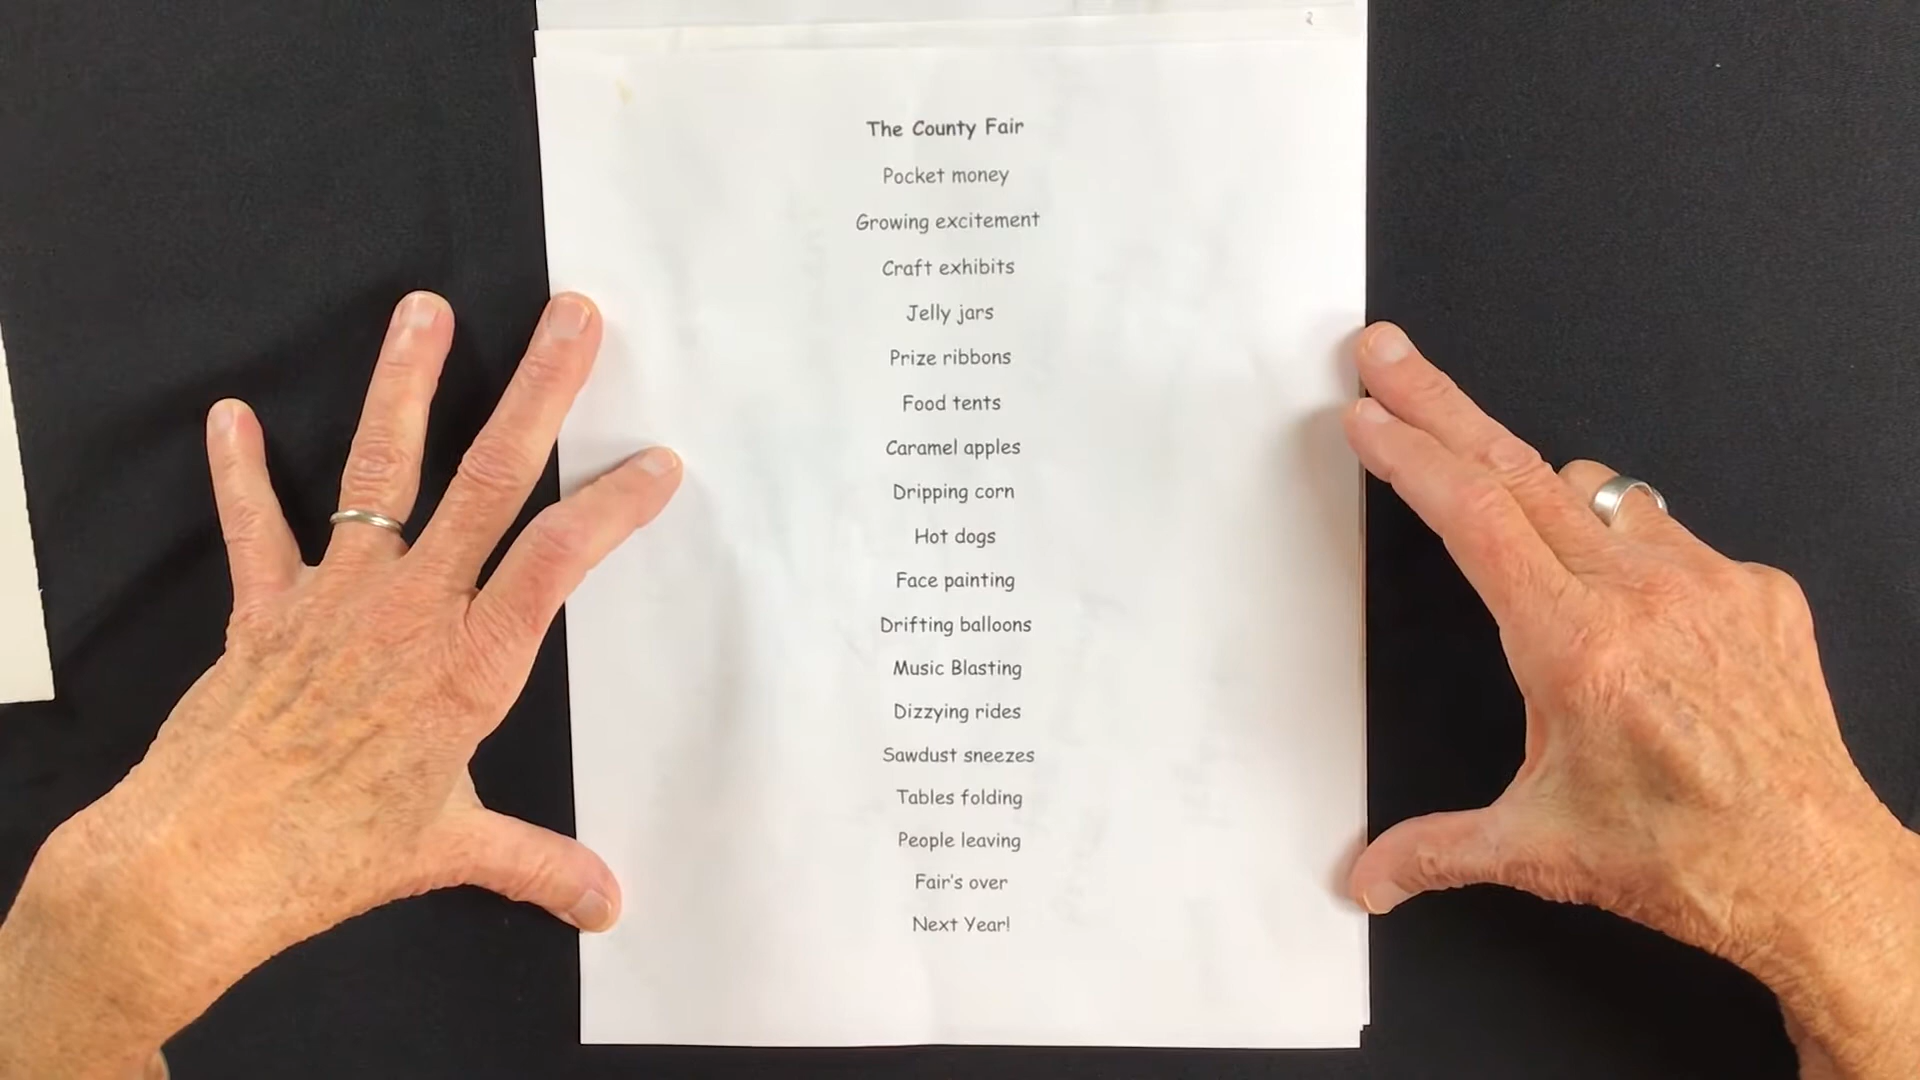 2
The County Fair
Pocket money
Growing excitement
Craft exhibits
Jelly jars
Prize ribbons
Food tents
Caramel apples
Dripping corn
Hot dogs
Face painting
Drifting balloons
Music Blasting
Dizzying rides
Sawdust sneezes
Tables folding
People leaving
Fair's over
Next Year!